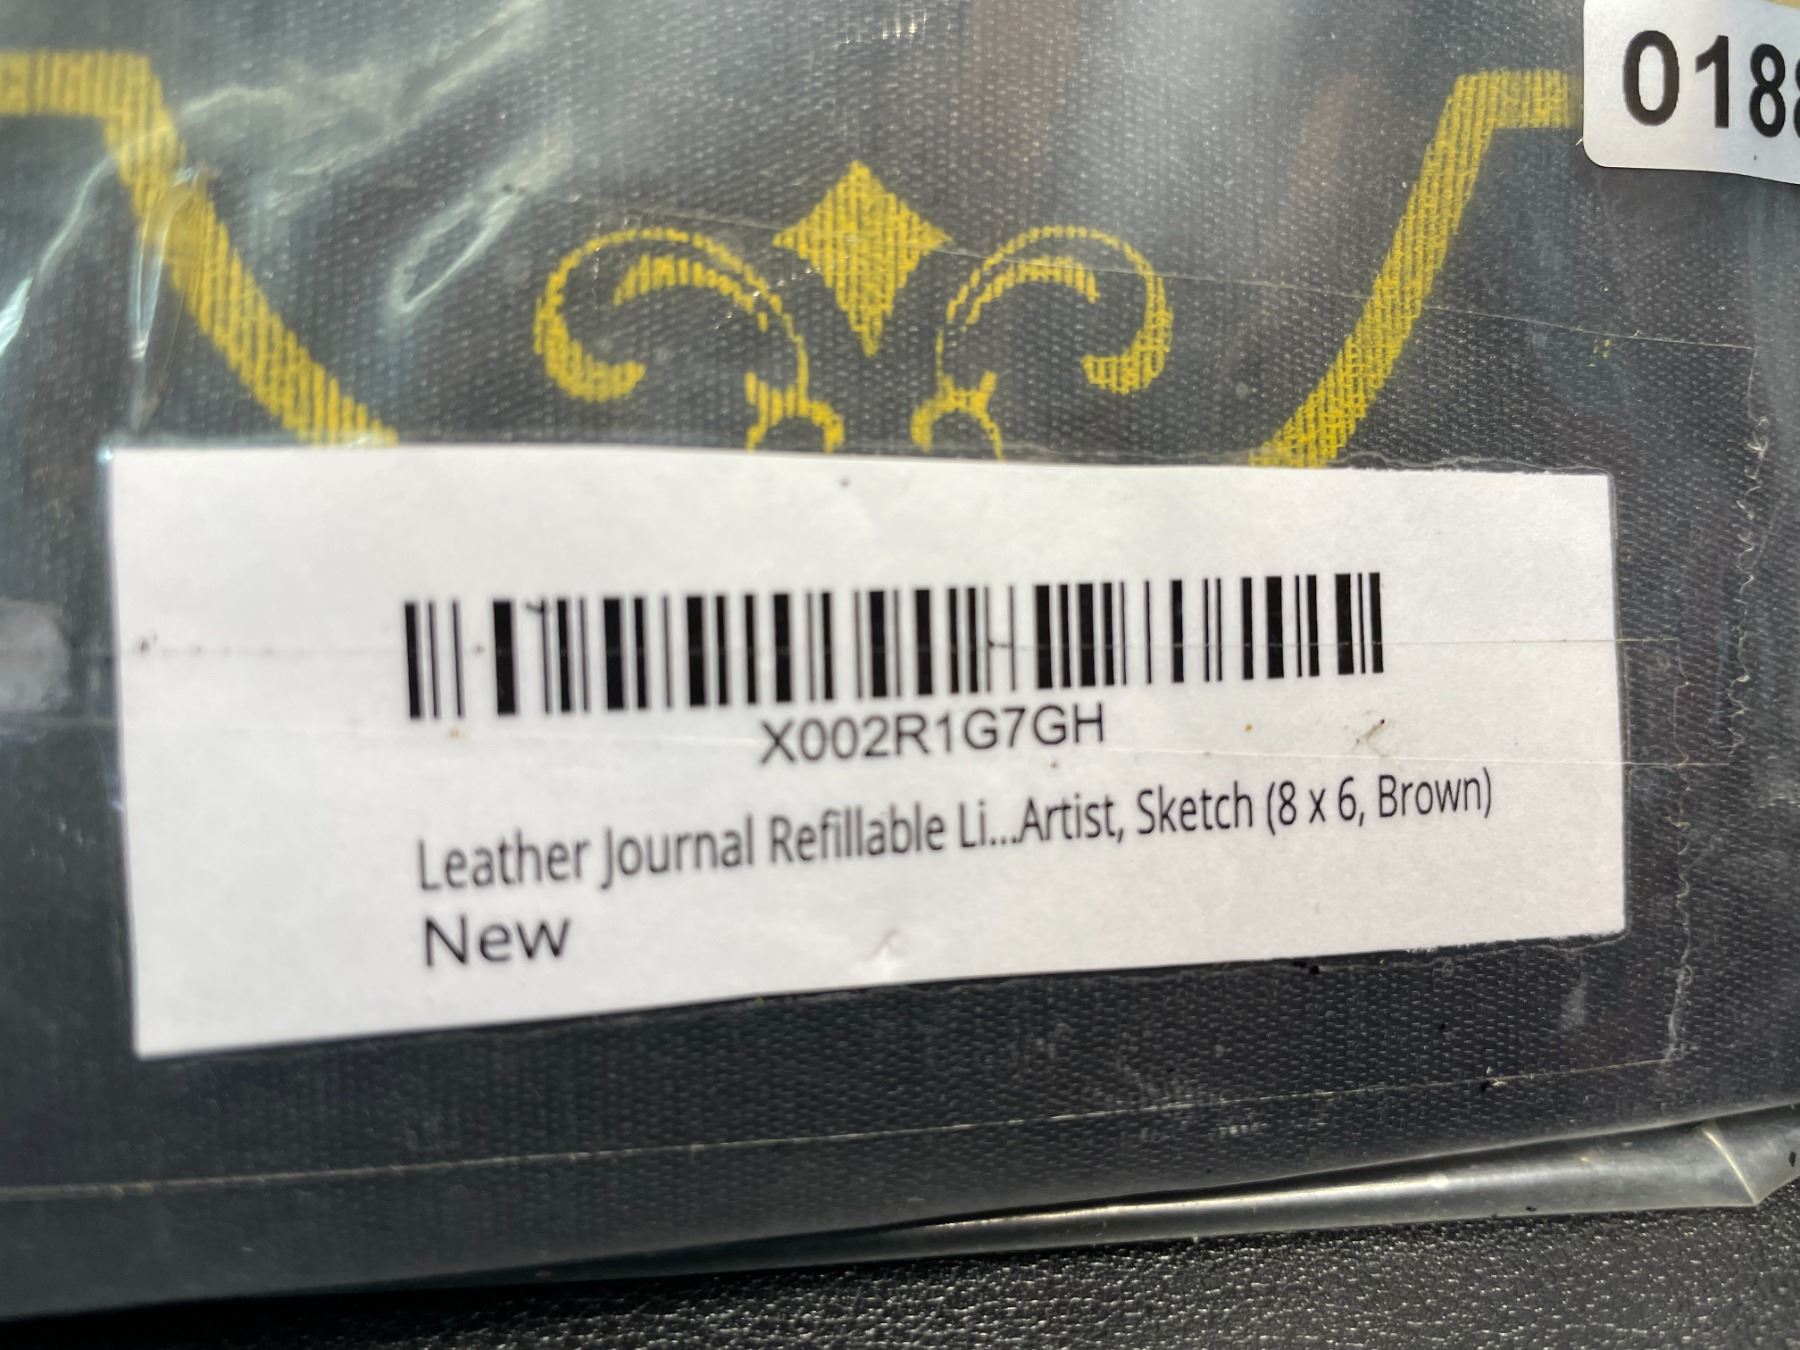 0188
X002R1G7GH
Leather Journal Refillable Li...Artist, Sketch (8 x 6, Brown)
New